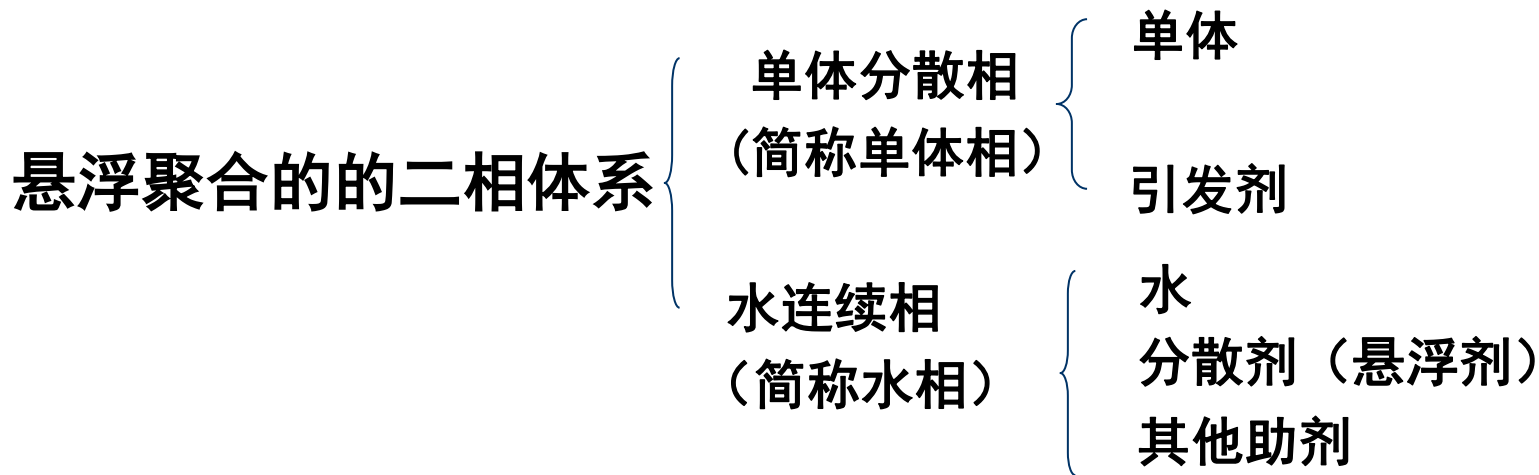 悬浮聚合的的二相体系
单体分散相
（简称单体相）
单体
引发剂
水连续相
（简称水相）
水
分散剂（悬浮剂）
其他助剂